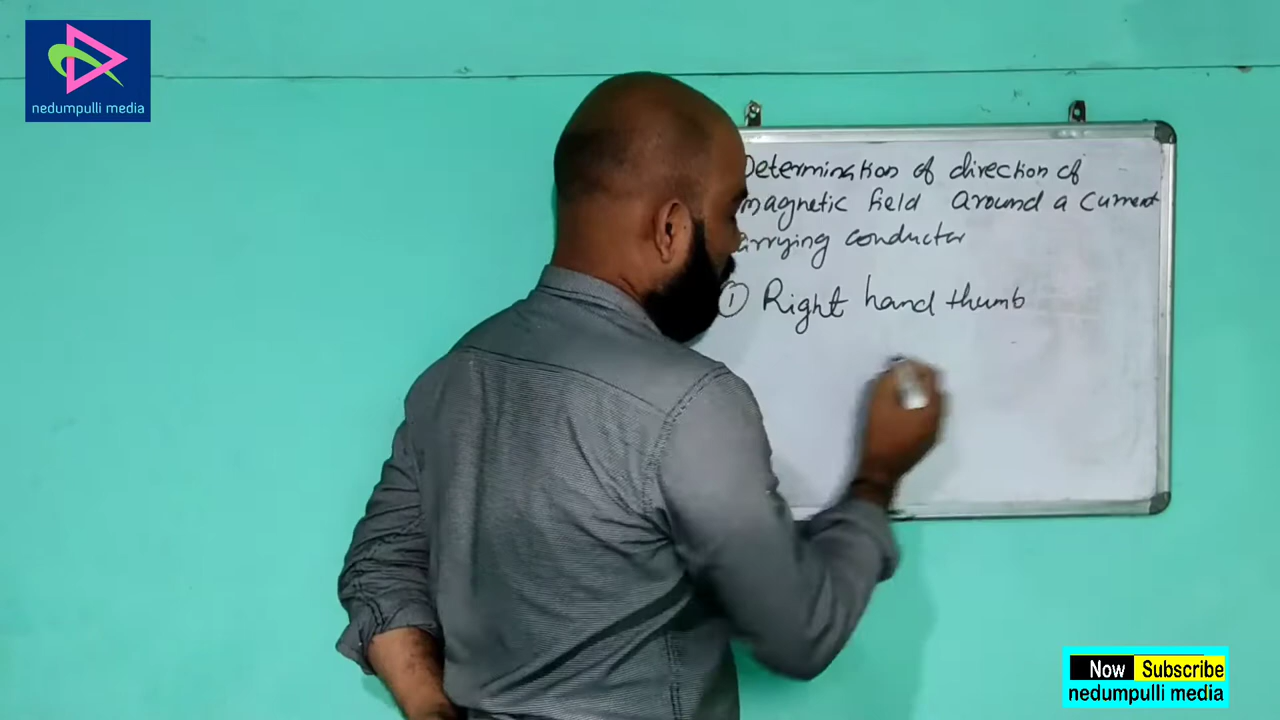 nedumpulli media
Determination of direction of
magnetic field around a current
arrying conductor
① Right hand thumb
Now Subscribe
nedumpulli media